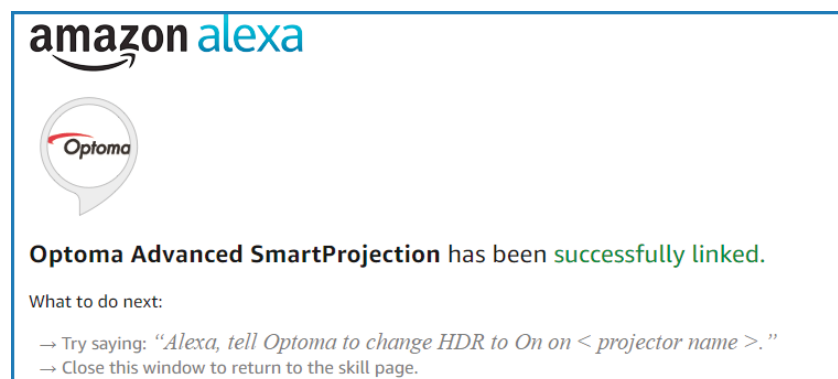 amazon alexa
Optoma
Optoma Advanced SmartProjection has been successfully linked.
What to do next:
→ Try saying: “Alexa, tell Optoma to change HDR to On on < projector name >.”
→ Close this window to return to the skill page.